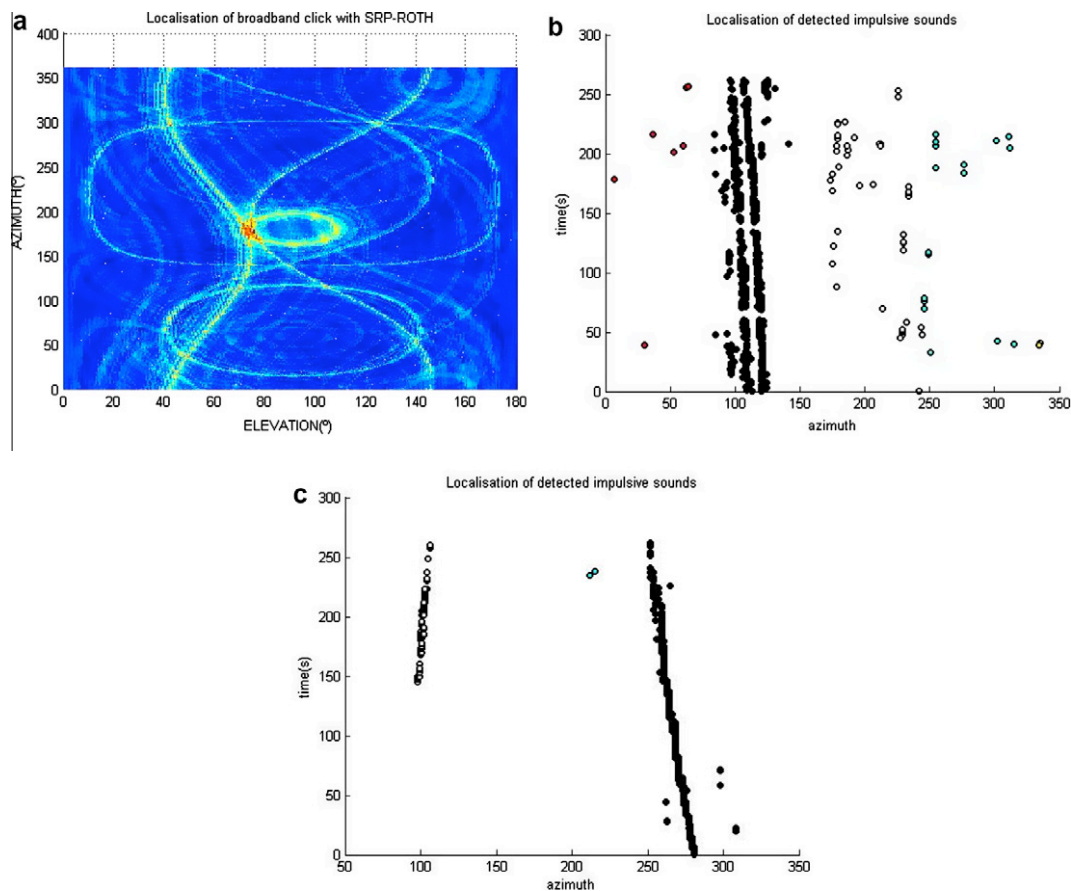 a
Localisation of broadband click with SRP-ROTH
400
350
300
250
200
150
100
50
0
AZIMUTH(º)
0 20 40 60 80 100 120 140 160 180
ELEVATION(º)
b
Localisation of detected impulsive sounds
300
250
200
150
100
50
0
time(s)
0 50 100 150 200 250 300 350
azimuth
c
Localisation of detected impulsive sounds
300
250
200
150
100
50
0
time(s)
50 100 150 200 250 300 350
azimuth